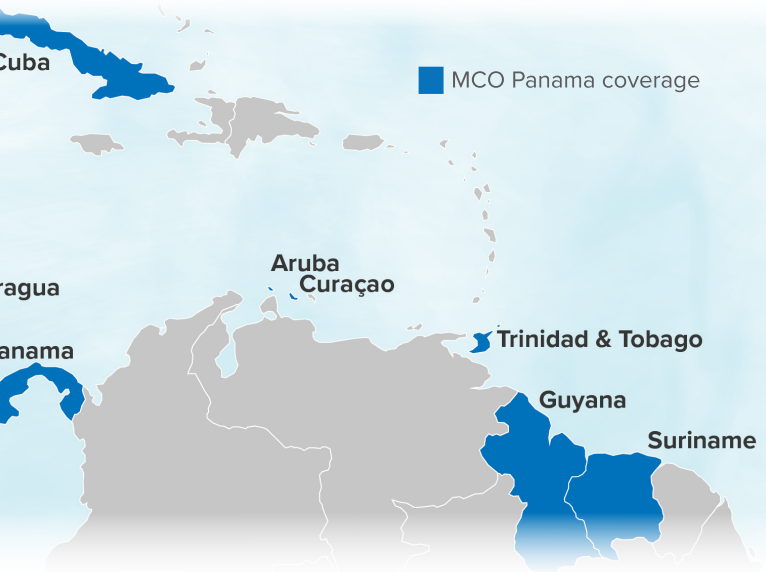 Cuba
MCO Panama coverage
Aruba
Curaçao
ragua
Trinidad & Tobago
anama
Guyana
Suriname